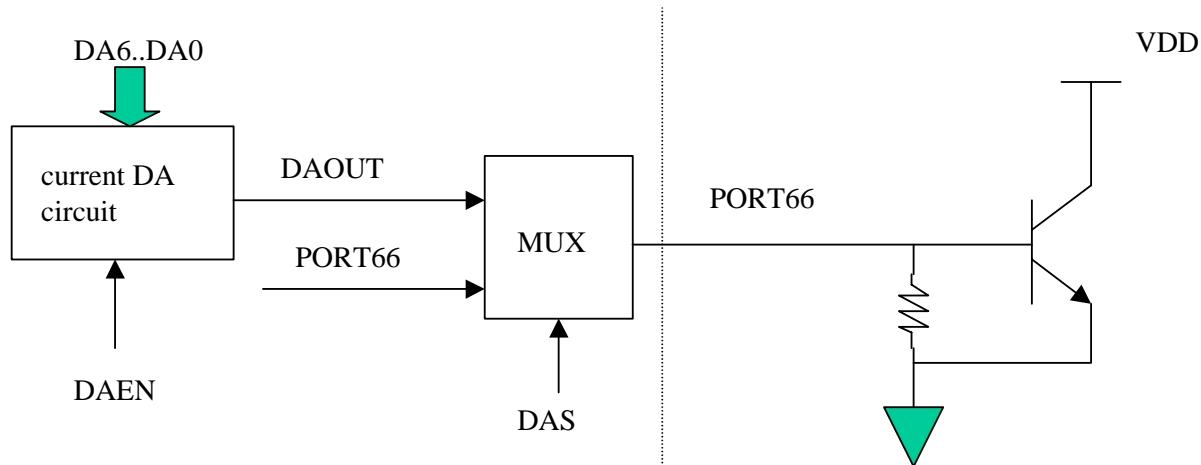 DA6..DA0
VDD
current DA
circuit
DAOUT
PORT66
MUX
PORT66
DAEN
DAS